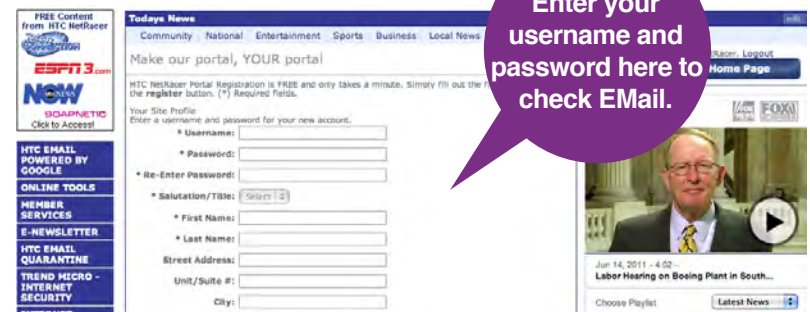 FREE Content
from HTC NetRacer
ESPN3.com
NOW
SOAPNETIC
Click to Access!
HTC EMAIL
POWERED BY
GOOGLE
ONLINE TOOLS
MEMBER
SERVICES
E-NEWSLETTER
HTC EMAIL
QUARANTINE
TREND MICRO -
INTERNET
SECURITY
Todays News
Community National Entertainment Sports Business Local News
Make our portal, YOUR portal
HTC NetRacer Portal Registration is FREE and only takes a minute. Simply fill out the
the register button. (*) Required fields.
Your Site Profile
Enter a username and password for your new account.
* Username:
* Password:
* Re-Enter Password:
* Salutation/Title: Select
* First Name:
* Last Name:
Street Address:
Unit/Suite #:
City:
Enter your
username and
password here to
check EMail.
edit
Racer, Logout
Home Page
FOX
Jun 14, 2011 - 4:02
Labor Hearing on Boeing Plant in South...
Choose Playlist Latest News